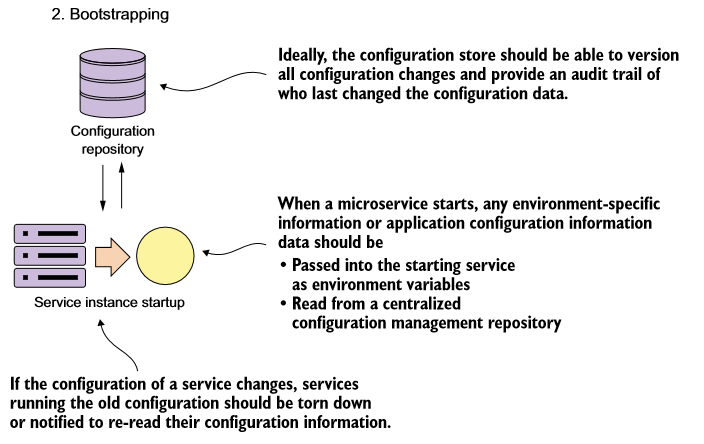 2. Bootstrapping
Ideally, the configuration store should be able to version
all configuration changes and provide an audit trail of
who last changed the configuration data.
Configuration
repository
When a microservice starts, any environment-specific
information or application configuration information
data should be
• Passed into the starting service
as environment variables
• Read from a centralized
configuration management repository
Service instance startup
If the configuration of a service changes, services
running the old configuration should be torn down
or notified to re-read their configuration information.